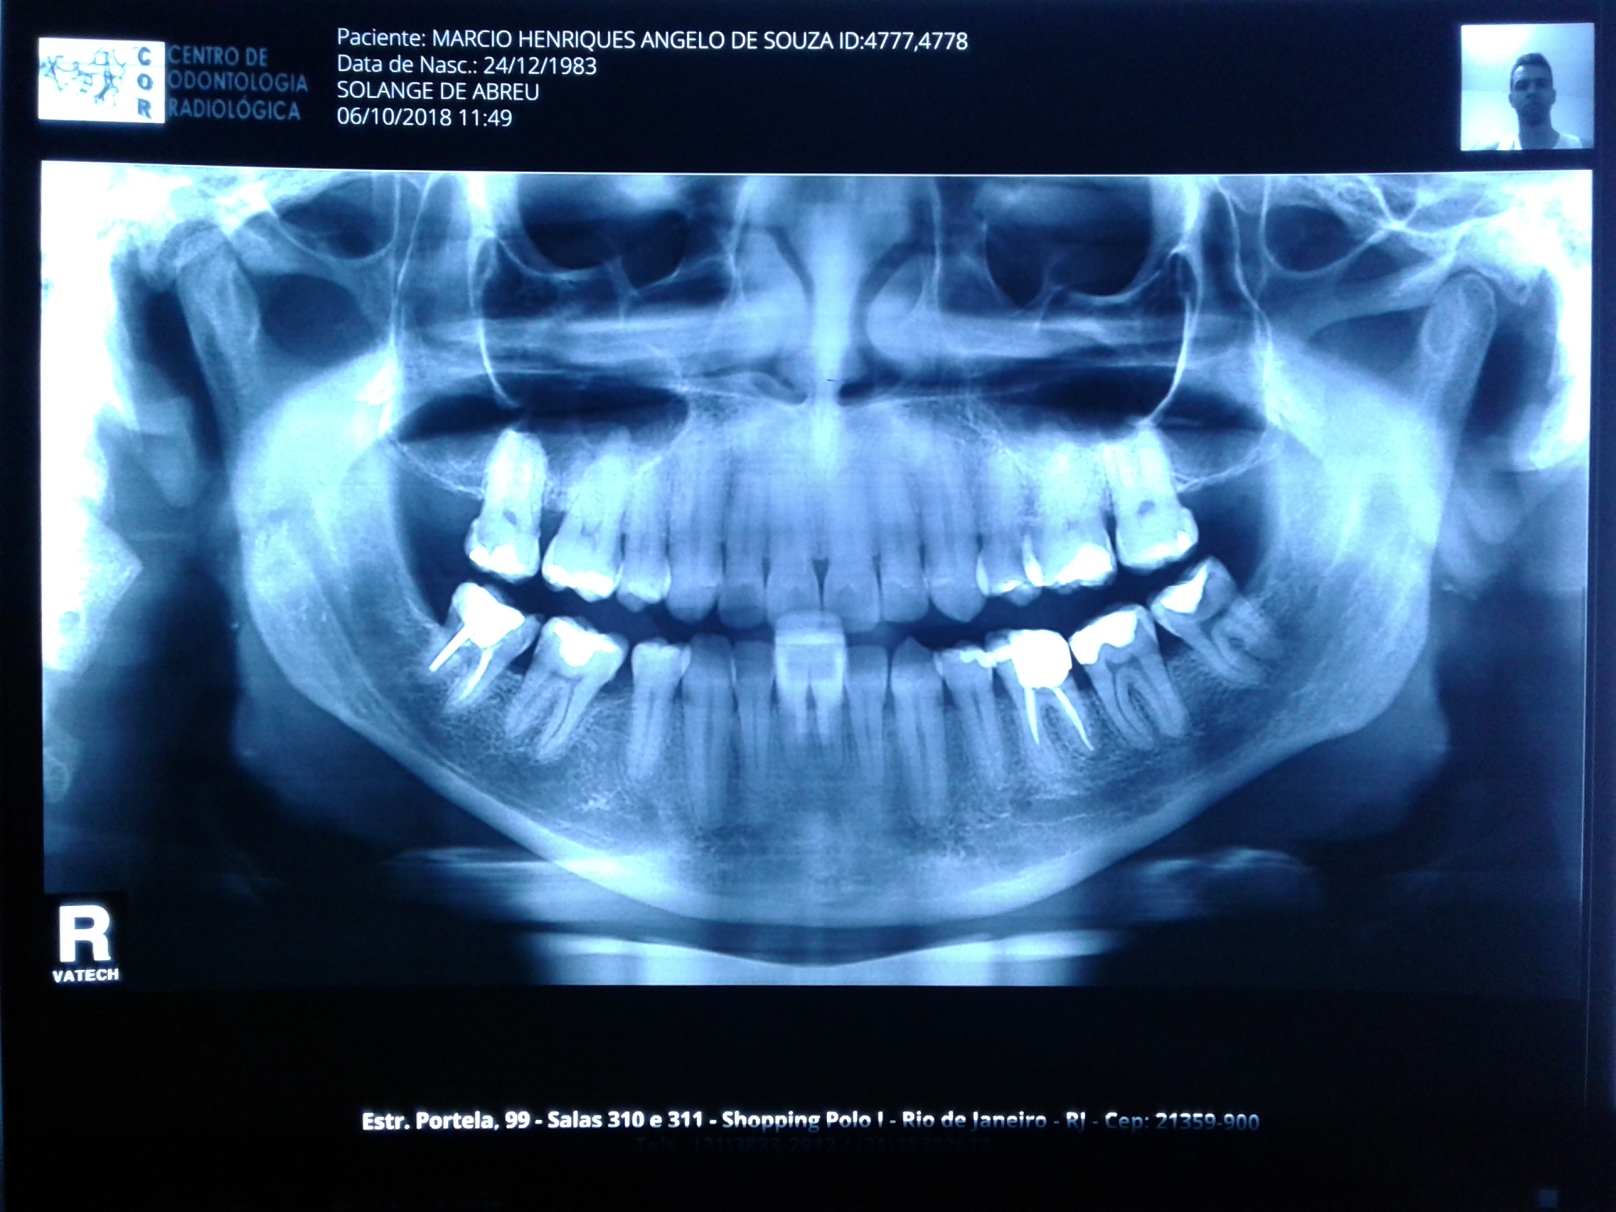 COR
CENTRO DE
ODONTOLOGIA
RADIOLÓGICA
Paciente: MARCIO HENRIQUES ANGELO DE SOUZA ID:4777,4778
Data de Nasc.: 24/12/1983
SOLANGE DE ABREU
06/10/2018 11:49
R
VATECH
Estr. Portela, 99 - Salas 310 e 311 - Shopping Polo I - Rio de Janeiro - RJ - Cep: 21359-900